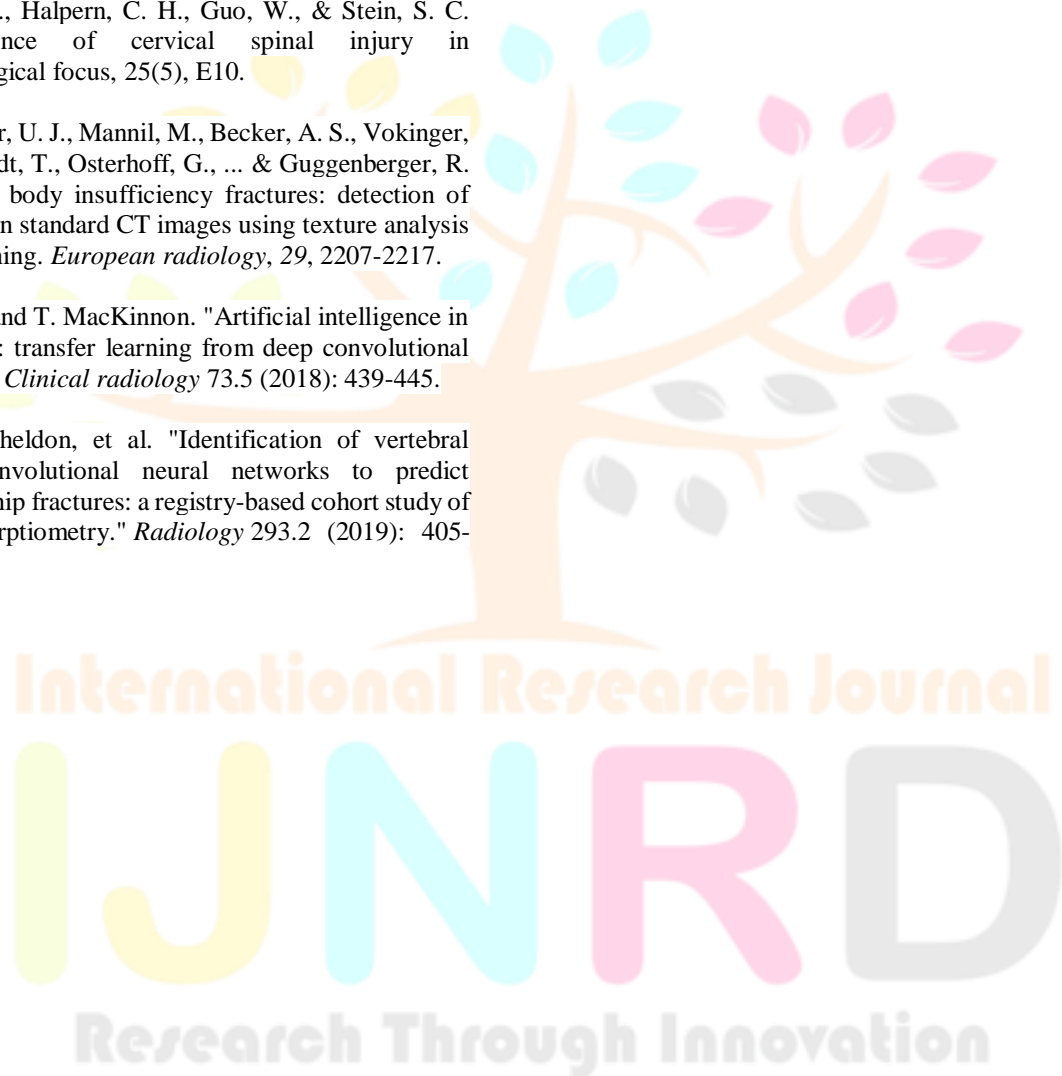 ., Halpern, C. H., Guo, W., & Stein, S. C.
nce of cervical spinal injury in
gical focus, 25(5), E10.
r, U. J., Mannil, M., Becker, A. S., Vokinger,
dt, T., Osterhoff, G., ... & Guggenberger, R.
body insufficiency fractures: detection of
n standard CT images using texture analysis
ning. European radiology, 29, 2207-2217.
and T. MacKinnon. "Artificial intelligence in
: transfer learning from deep convolutional
Clinical radiology 73.5 (2018): 439-445.
heldon, et al. "Identification of vertebral
nvolutional neural networks to predict
hip fractures: a registry-based cohort study of
rptiometry." Radiology 293.2 (2019): 405-
International Research Journal
IJNRD
Research Through Innovation